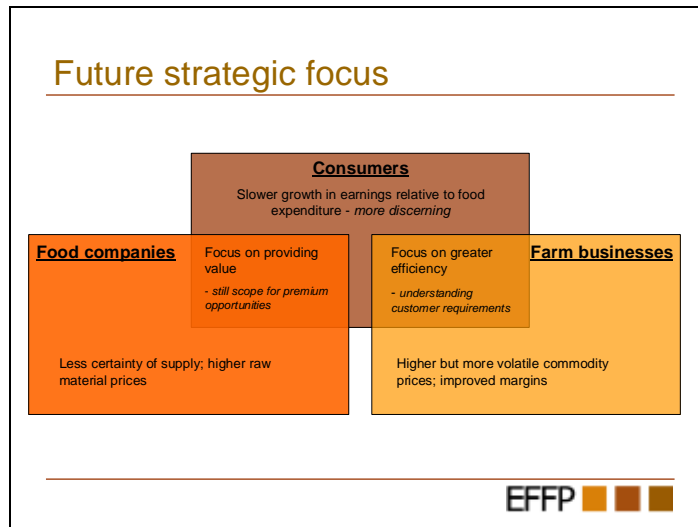 Future strategic focus
Consumers
Slower growth in earnings relative to food
expenditure - more discerning
Food companies
Focus on providing
value
- still scope for premium
opportunities
Less certainty of supply; higher raw
material prices
Focus on greater
efficiency
- understanding
customer requirements
Farm businesses
Higher but more volatile commodity
prices; improved margins
EFFP